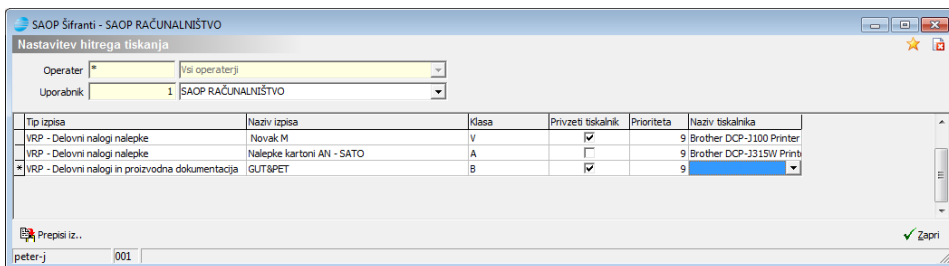 SAOP Šifranti - SAOP RAČUNALNIŠTVO
Nastavitev hitrega tiskanja
Operater * Vsi operaterji
Uporabnik 1 SAOP RAČUNALNIŠTVO
Tip izpisa Naziv izpisa Klasa Privzeti tiskalnik Prioriteta Naziv tiskalnika
VRP - Delovni nalogi nalepke Novak M V 9 Brother DCP-J100 Printer
VRP - Delovni nalogi nalepke Nalepke kartoni AN - SATO A 9 Brother DCP-J315W Print
* VRP - Delovni nalogi in proizvodna dokumentacija GUT&PET B 9
Prepisi iz.. Zapri
peter-j 001